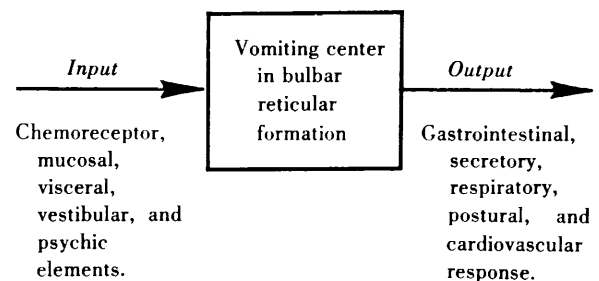 Input
Chemoreceptor,
mucosal,
visceral,
vestibular, and
psychic
elements.
Vomiting center
in bulbar
reticular
formation
Output
Gastrointestinal,
secretory,
respiratory,
postural, and
cardiovascular
response.